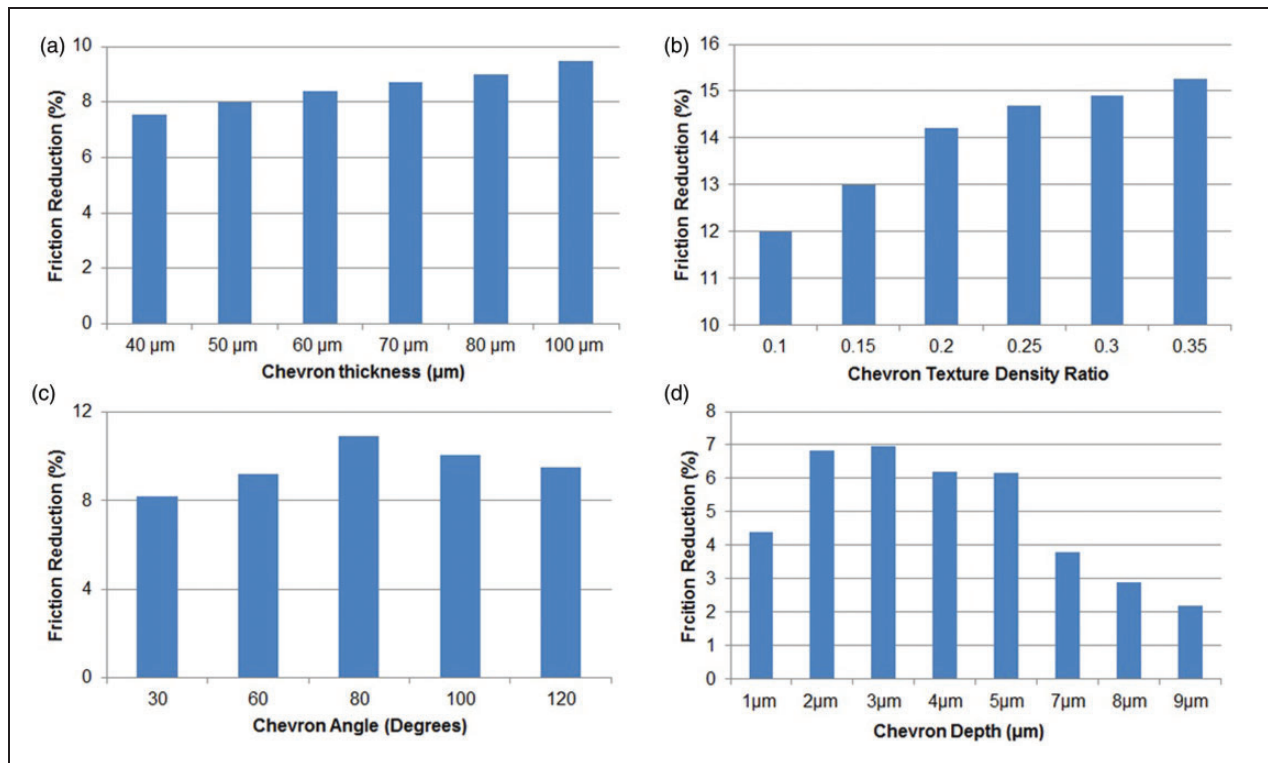 (a)
Friction Reduction (%)
10
8
6
4
2
0
40 µm 50 µm 60 µm 70 µm 80 µm 100 µm
Chevron thickness (µm)
(b)
Friction Reduction (%)
16
15
14
13
12
11
10
0.1 0.15 0.2 0.25 0.3 0.35
Chevron Texture Density Ratio
(c)
Friction Reduction (%)
12
8
4
0
30 60 80 100 120
Chevron Angle (Degrees)
(d)
Frcition Reduction (%)
8
7
6
5
4
3
2
1
0
1µm 2µm 3µm 4µm 5µm 7µm 8µm 9µm
Chevron Depth (µm)